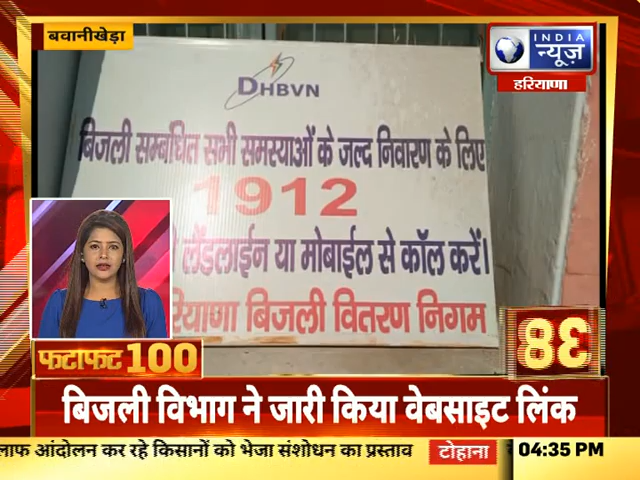 बवानीखेड़ा
INDIA
न्यूज़
हरियाणा
DHBVN
बिजली सम्बधित सभी समस्याओं के जल्द निवारण के लिए
1912
लैंडलाईन या मोबाईल से कॉल करें।
बिजली वितरण निगम
फटाफट 100
बिजली विभाग ने जारी किया वेबसाइट लिंक
आंदोलन कर रहे किसानों को भेजा संशोधन का प्रस्ताव
टोहाना
04:35 PM